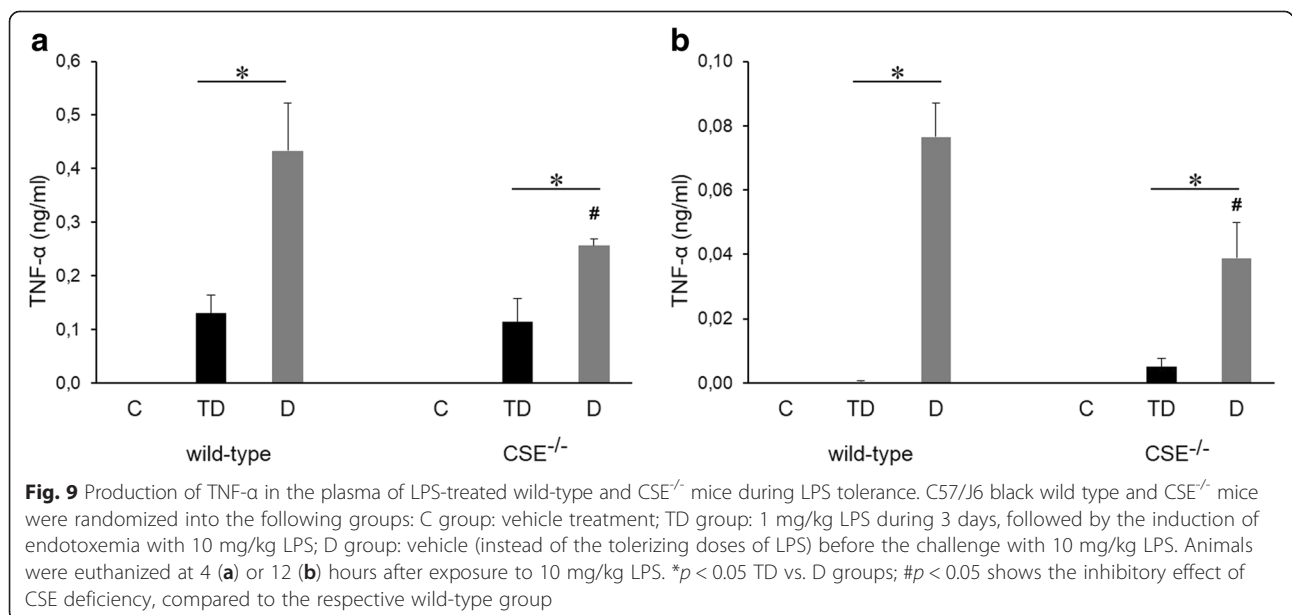 a
b
0,6
0,5
0,4
0,3
0,2
0,1
0,0
TNF-α (ng/ml)
*
*
#
C TD D C TD D
wild-type CSE-/-
0,10
0,08
0,06
0,04
0,02
0,00
TNF-α (ng/ml)
*
*
#
C TD D C TD D
wild-type CSE-/-
Fig. 9 Production of TNF-α in the plasma of LPS-treated wild-type and CSE-/- mice during LPS tolerance. C57/J6 black wild type and CSE-/- mice
were randomized into the following groups: C group: vehicle treatment; TD group: 1 mg/kg LPS during 3 days, followed by the induction of
endotoxemia with 10 mg/kg LPS; D group: vehicle (instead of the tolerizing doses of LPS) before the challenge with 10 mg/kg LPS. Animals
were euthanized at 4 (a) or 12 (b) hours after exposure to 10 mg/kg LPS. *p < 0.05 TD vs. D groups; #p < 0.05 shows the inhibitory effect of
CSE deficiency, compared to the respective wild-type group